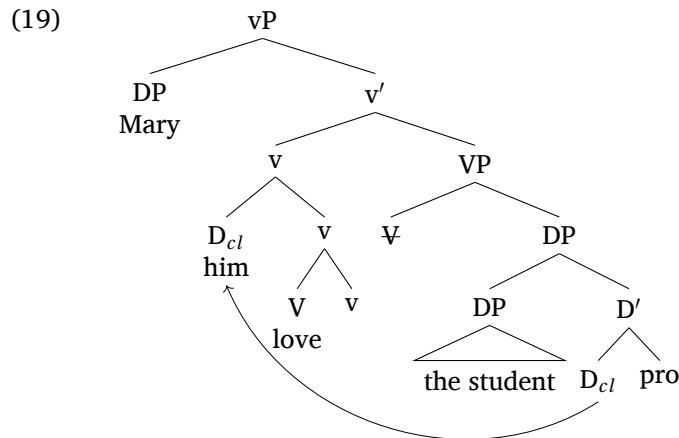 (19) vP
DP v′
Mary
v VP
D_cl v V̶ DP
him
V v DP D′
love
the student D_cl pro